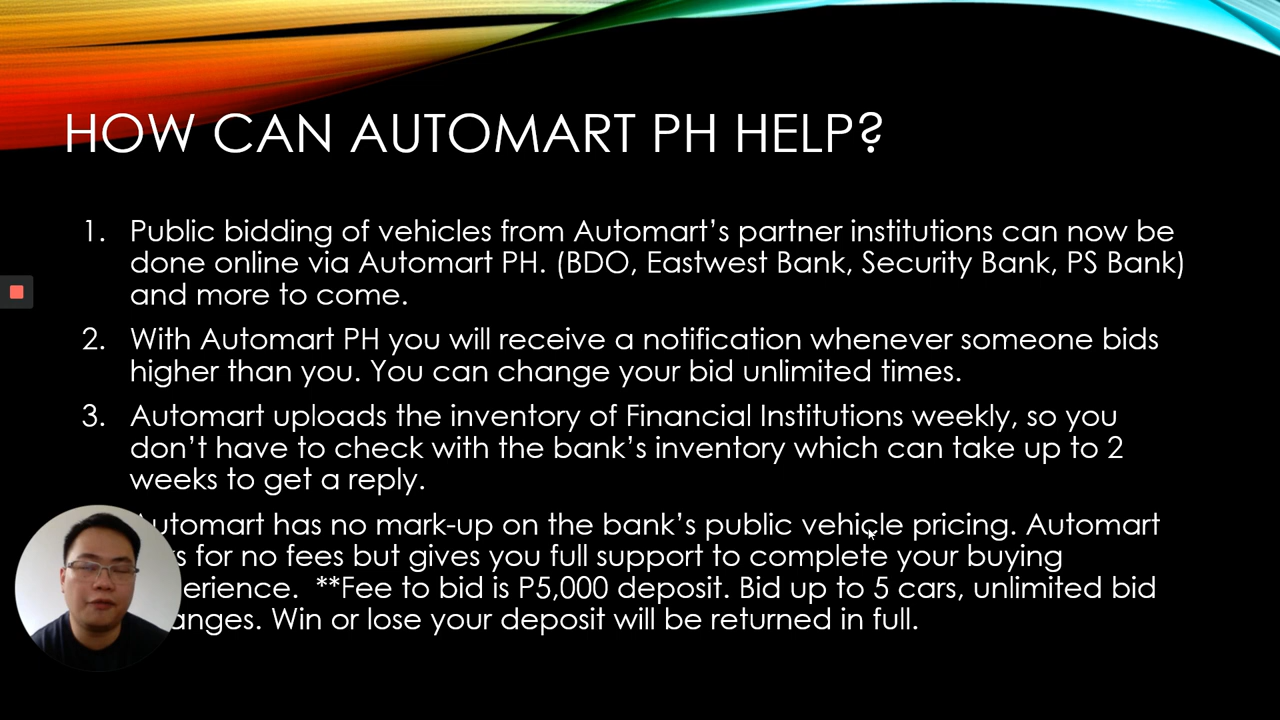 HOW CAN AUTOMART PH HELP?
1. Public bidding of vehicles from Automart’s partner institutions can now be
done online via Automart PH. (BDO, Eastwest Bank, Security Bank, PS Bank)
and more to come.
2. With Automart PH you will receive a notification whenever someone bids
higher than you. You can change your bid unlimited times.
3. Automart uploads the inventory of Financial Institutions weekly, so you
don’t have to check with the bank’s inventory which can take up to 2
weeks to get a reply.
Automart has no mark-up on the bank’s public vehicle pricing. Automart
for no fees but gives you full support to complete your buying
experience. **Fee to bid is P5,000 deposit. Bid up to 5 cars, unlimited bid
changes. Win or lose your deposit will be returned in full.